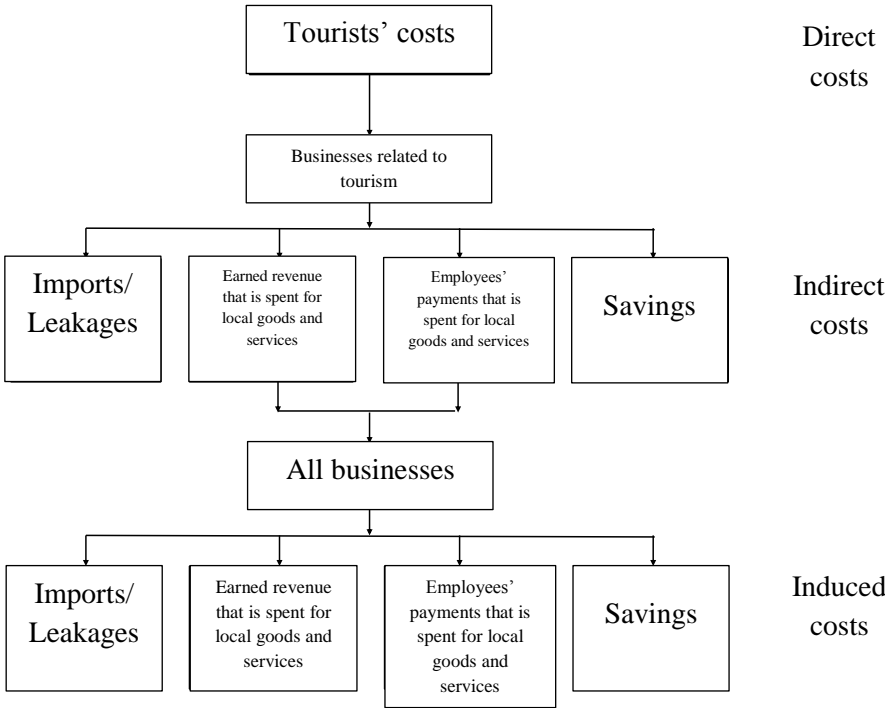 Tourists’ costs
Direct
costs
Businesses related to
tourism
Imports/
Leakages
Earned revenue
that is spent for
local goods and
services
Employees’
payments that is
spent for local
goods and services
Savings
Indirect
costs
All businesses
Imports/
Leakages
Earned revenue
that is spent for
local goods and
services
Employees’
payments that is
spent for local
goods and
services
Savings
Induced
costs